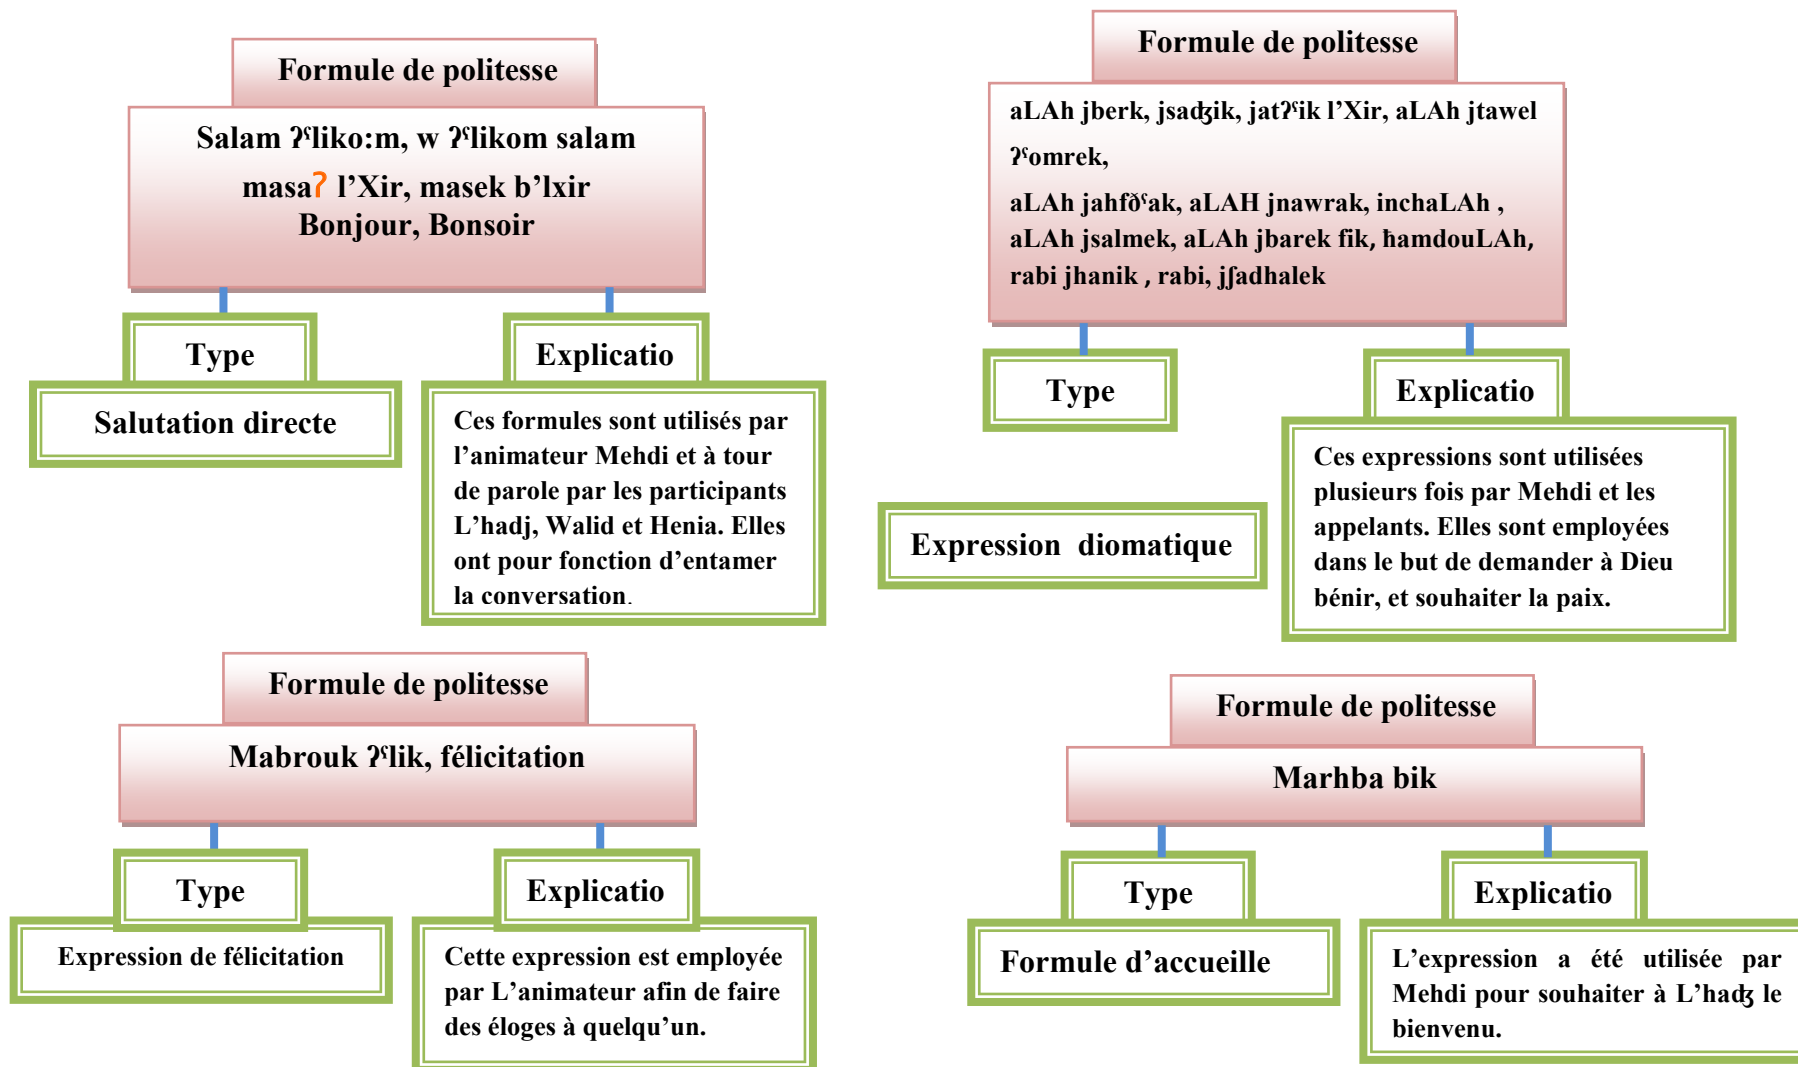 Formule de politesse
Salam ʔˤliko:m, w ʔˤlikom salam
masaʔ l’Xir, masek b’lxir
Bonjour, Bonsoir
Type
Explicatio
Salutation directe
Ces formules sont utilisés par
l’animateur Mehdi et à tour
de parole par les participants
L’hadj, Walid et Henia. Elles
ont pour fonction d’entamer
la conversation.
Formule de politesse
aLAh jberk, jsaʤik, jatʔˤik l’Xir, aLAh jtawel
ʔˤomrek,
aLAh jahfðˤak, aLAH jnawrak, inchaLAh ,
aLAh jsalmek, aLAh jbarek fik, ħamdouLAh,
rabi jhanik , rabi, jʃadhalek
Type
Explicatio
Expression diomatique
Ces expressions sont utilisées
plusieurs fois par Mehdi et les
appelants. Elles sont employées
dans le but de demander à Dieu
bénir, et souhaiter la paix.
Formule de politesse
Mabrouk ʔˤlik, félicitation
Type
Explicatio
Expression de félicitation
Cette expression est employée
par L’animateur afin de faire
des éloges à quelqu’un.
Formule de politesse
Marhba bik
Type
Explicatio
Formule d’accueille
L’expression a été utilisée par
Mehdi pour souhaiter à L’haʤ le
bienvenu.